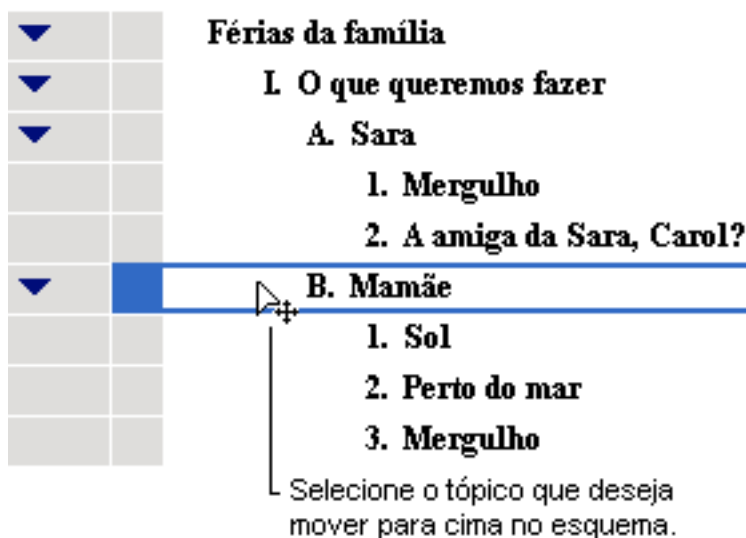 Férias da família
I. O que queremos fazer
A. Sara
1. Mergulho
2. A amiga da Sara, Carol?
B. Mamãe
1. Sol
2. Perto do mar
3. Mergulho
Selecione o tópico que deseja
mover para cima no esquema.